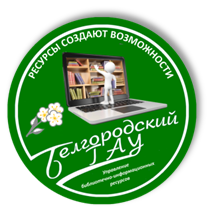 РЕСУРСЫ СОЗДАЮТ ВОЗМОЖНОСТИ
Белгородский
ГАУ
Управление
библиотечно-информационных
ресурсов